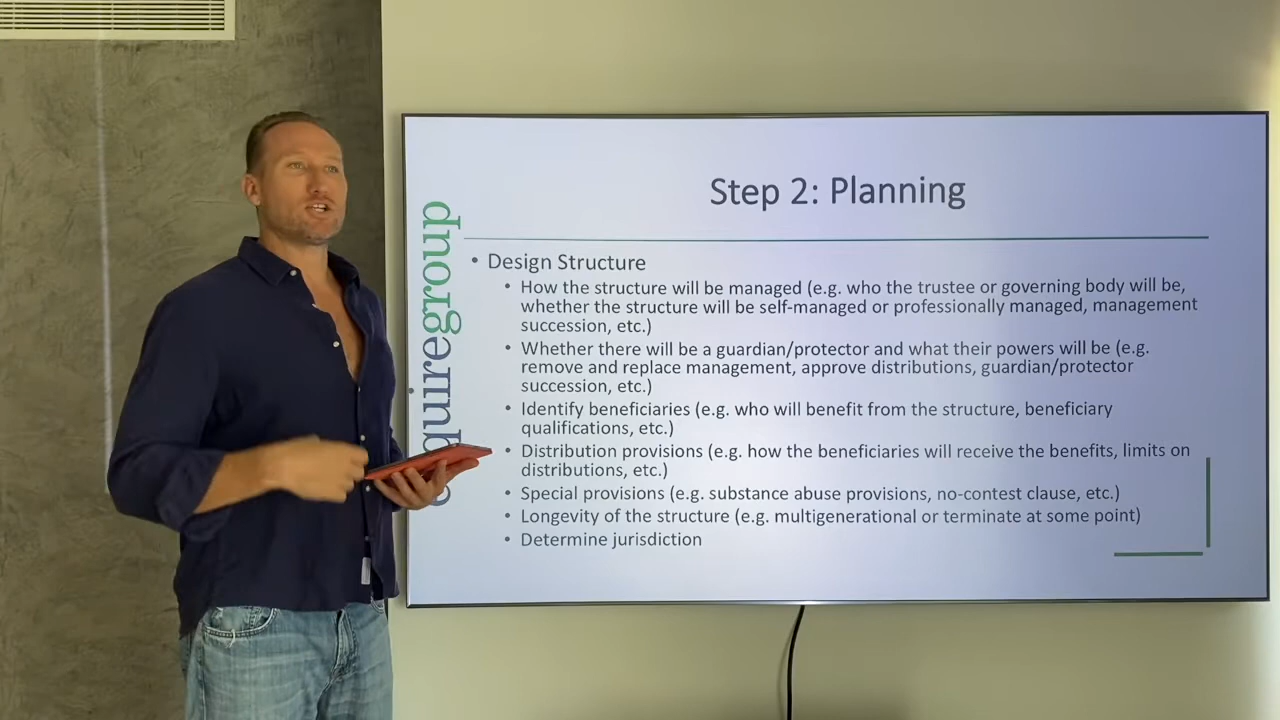 Step 2: Planning
• Design Structure
• How the structure will be managed (e.g. who the trustee or governing body will be,
whether the structure will be self-managed or professionally managed, management
succession, etc.)
• Whether there will be a guardian/protector and what their powers will be (e.g.
remove and replace management, approve distributions, guardian/protector
succession, etc.)
• Identify beneficiaries (e.g. who will benefit from the structure, beneficiary
qualifications, etc.)
• Distribution provisions (e.g. how the beneficiaries will receive the benefits, limits on
distributions, etc.)
• Special provisions (e.g. substance abuse provisions, no-contest clause, etc.)
• Longevity of the structure (e.g. multigenerational or terminate at some point)
• Determine jurisdiction